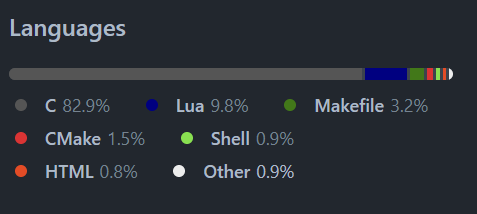 Languages
C 82.9% Lua 9.8% Makefile 3.2%
CMake 1.5% Shell 0.9%
HTML 0.8% Other 0.9%